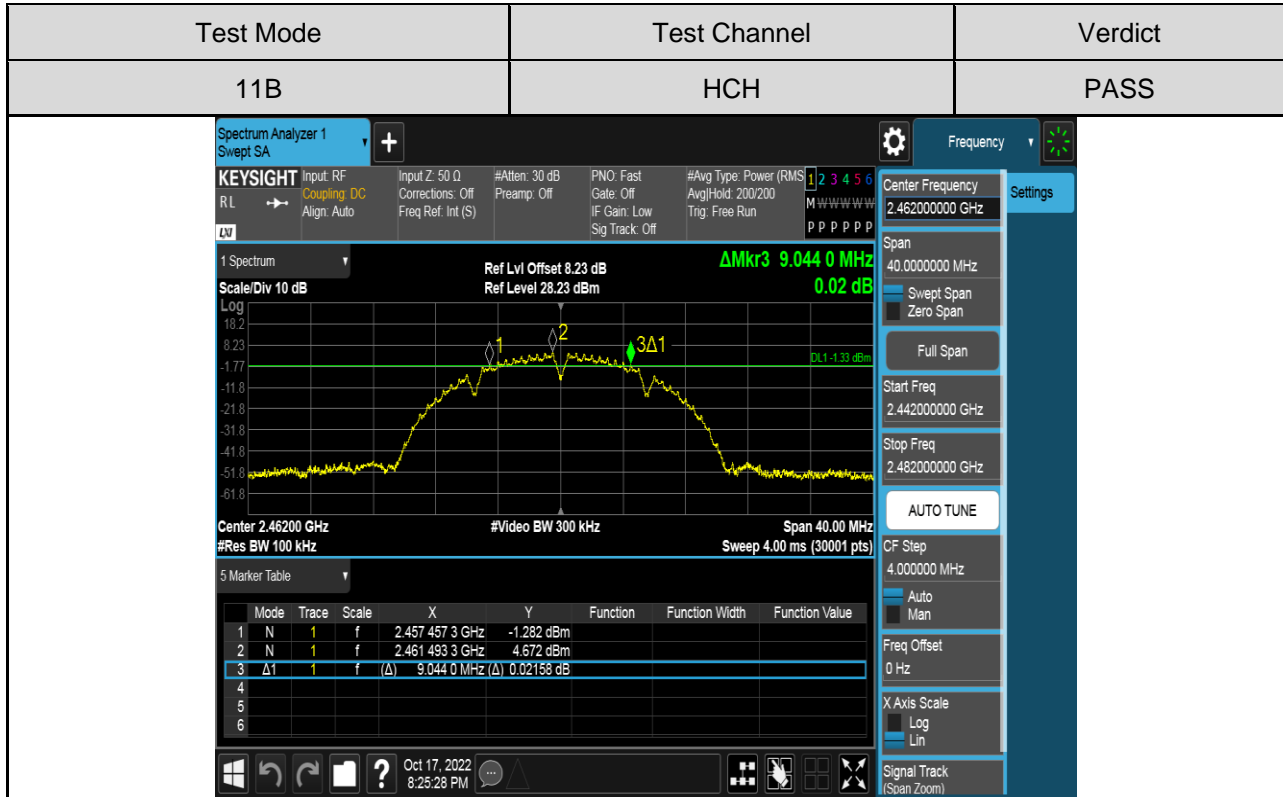 Test Mode Test Channel Verdict
11B HCH PASS
Spectrum Analyzer 1
Swept SA
+
Frequency
KEYSIGHT Input: RF Input Z: 50 Ω #Atten: 30 dB PNO: Fast #Avg Type: Power (RMS 1 2 3 4 5 6
RL Coupling: DC Corrections: Off Preamp: Off Gate: Off Avg|Hold: 200/200 M W W W W W
Align: Auto Freq Ref: Int (S) IF Gain: Low Trig: Free Run
LXI Sig Track: Off P P P P P P
1 Spectrum
Ref Lvl Offset 8.23 dB ΔMkr3 9.044 0 MHz
Scale/Div 10 dB Ref Level 28.23 dBm 0.02 dB
Log
18.2
8.23
-1.77
-11.8
-21.8
-31.8
-41.8
-51.8
-61.8
1
2
3Δ1
DL1 -1.33 dBm
Center 2.46200 GHz #Video BW 300 kHz Span 40.00 MHz
#Res BW 100 kHz Sweep 4.00 ms (30001 pts)
5 Marker Table
Mode Trace Scale X Y Function Function Width Function Value
1 N 1 f 2.457 457 3 GHz -1.282 dBm
2 N 1 f 2.461 493 3 GHz 4.672 dBm
3 Δ1 1 f (Δ) 9.044 0 MHz (Δ) 0.02158 dB
4
5
6
Center Frequency
2.462000000 GHz
Settings
Span
40.0000000 MHz
Swept Span
Zero Span
Full Span
Start Freq
2.442000000 GHz
Stop Freq
2.482000000 GHz
AUTO TUNE
CF Step
4.000000 MHz
Auto
Man
Freq Offset
0 Hz
X Axis Scale
Log
Lin
Signal Track
(Span Zoom)
?
Oct 17, 2022
8:25:28 PM